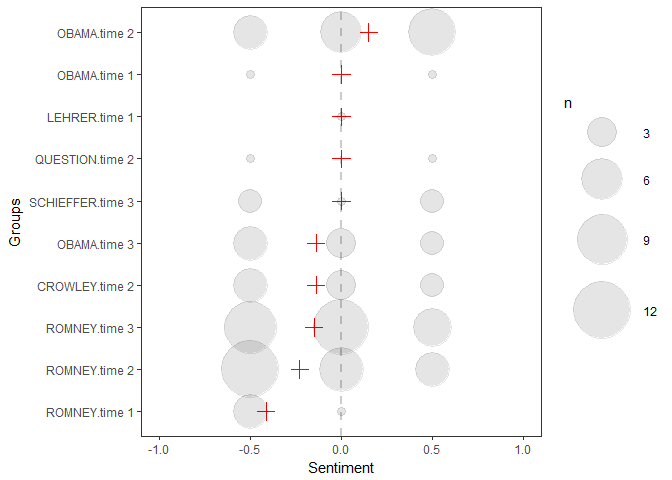 OBAMA.time 2
OBAMA.time 1
LEHRER.time 1
QUESTION.time 2
SCHIEFFER.time 3
OBAMA.time 3
CROWLEY.time 2
ROMNEY.time 3
ROMNEY.time 2
ROMNEY.time 1
Groups
-1.0 -0.5 0.0 0.5 1.0
Sentiment
n
3
6
9
12